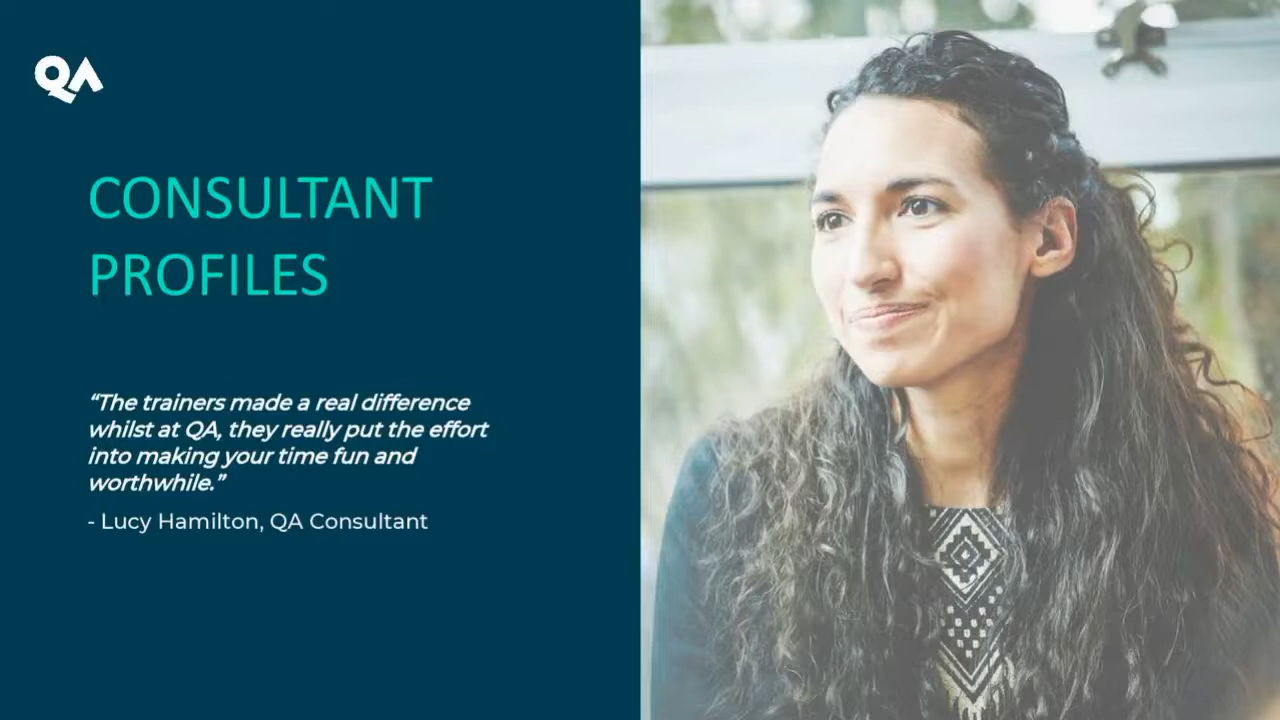 QA
CONSULTANT
PROFILES
“The trainers made a real difference
whilst at QA, they really put the effort
into making your time fun and
worthwhile.”
- Lucy Hamilton, QA Consultant